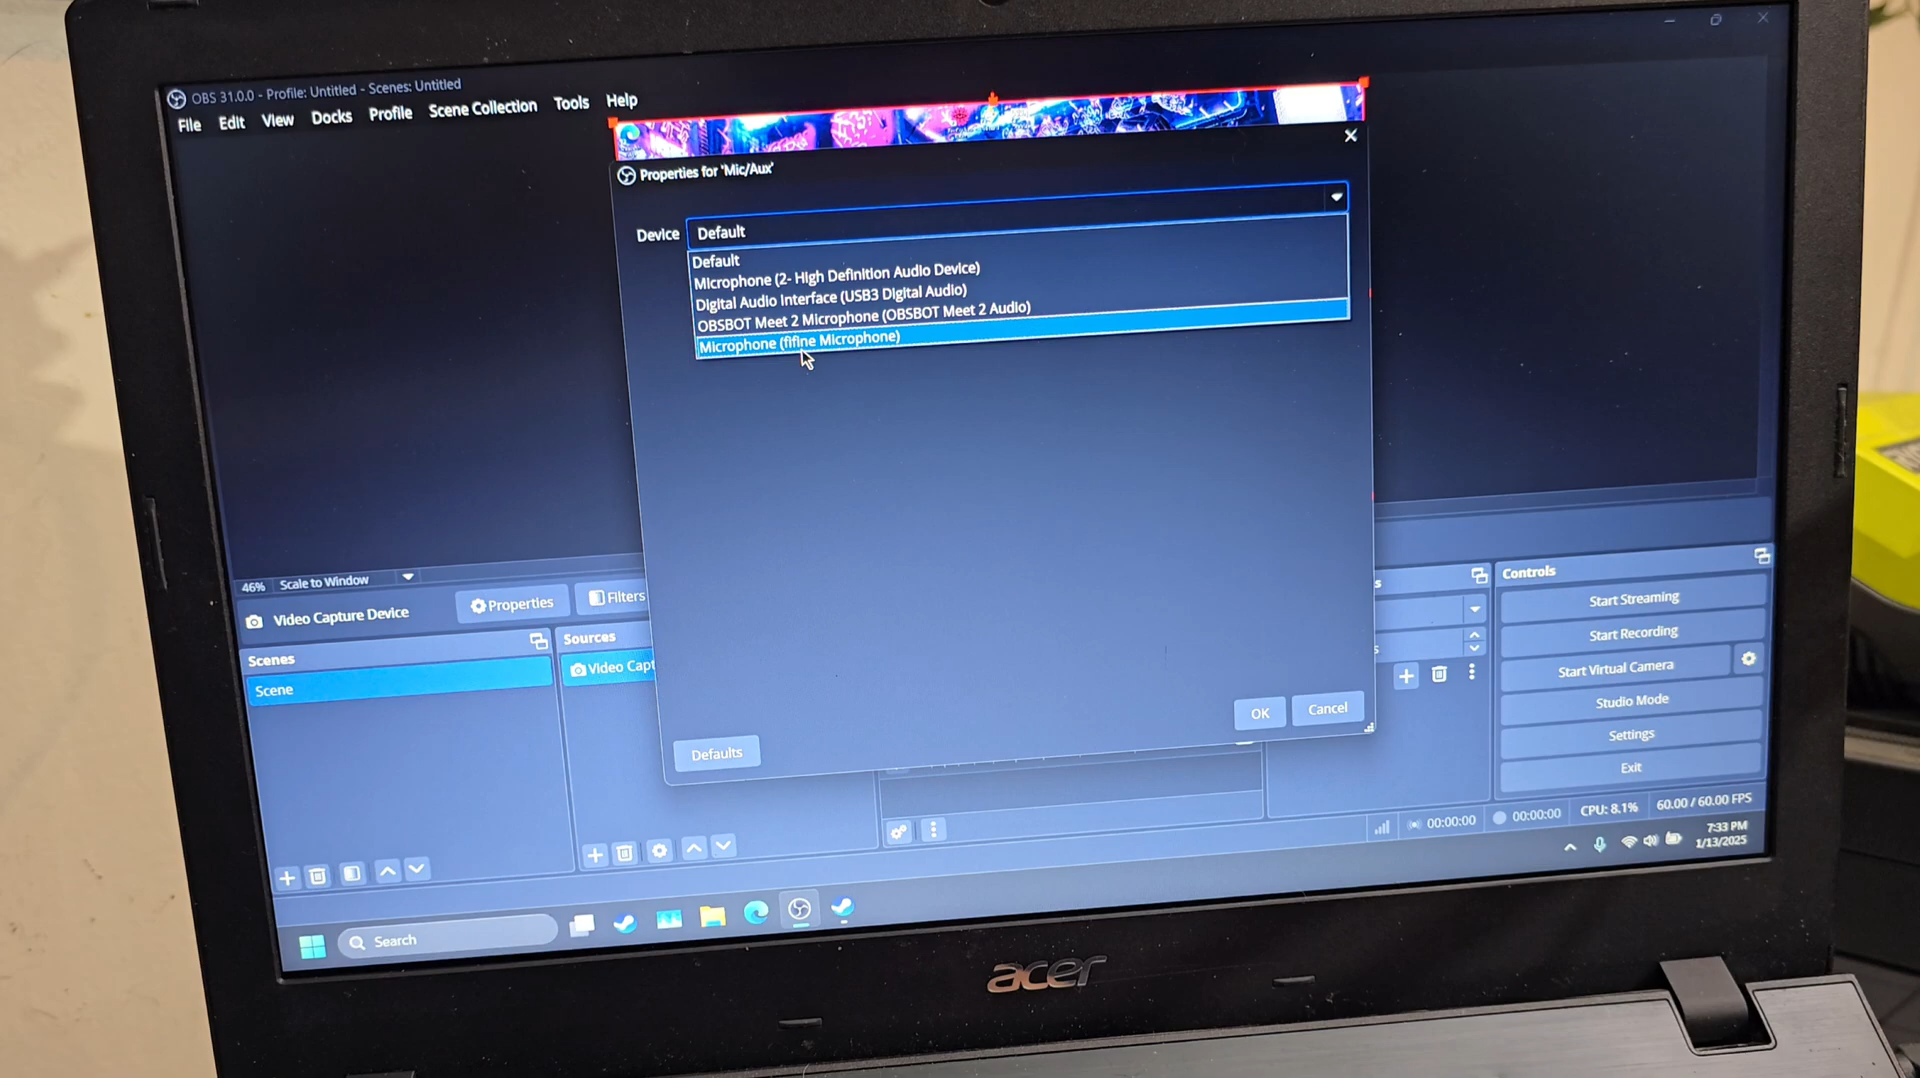 OBS 31.0.0 - Profile: Untitled - Scenes: Untitled
File Edit View Docks Profile Scene Collection Tools Help
Properties for 'Mic/Aux'
Device Default
Default
Microphone (2- High Definition Audio Device)
Digital Audio Interface (USB3 Digital Audio)
OBSBOT Meet 2 Microphone (OBSBOT Meet 2 Audio)
Microphone (fifine Microphone)
Defaults OK Cancel
46% Scale to Window
Video Capture Device Properties Filters
Scenes
Scene
Sources
Video Capt
Controls
Start Streaming
Start Recording
Start Virtual Camera
Studio Mode
Settings
Exit
00:00:00 00:00:00 CPU: 8.1% 60.00 / 60.00 FPS
Search
7:33 PM
1/13/2025
acer